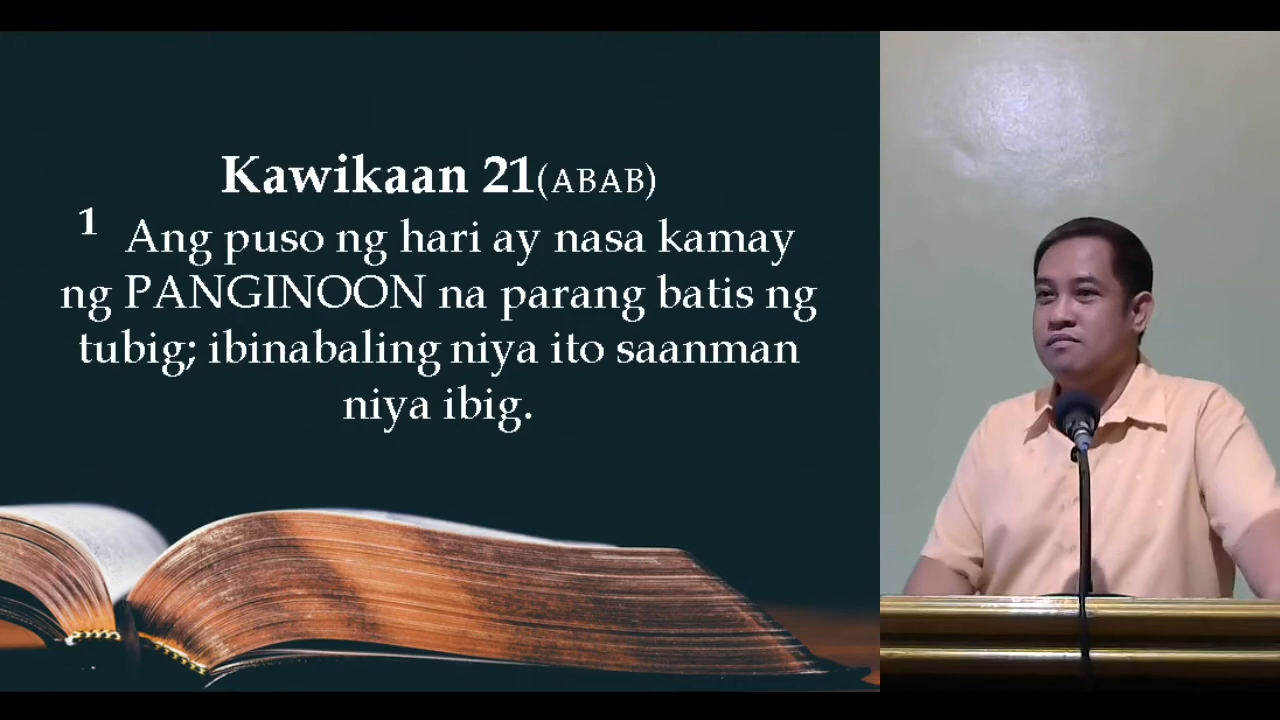 Kawikaan 21(ABAB)
1 Ang puso ng hari ay nasa kamay
ng PANGINOON na parang batis ng
tubig; ibinabaling niya ito saanman
niya ibig.